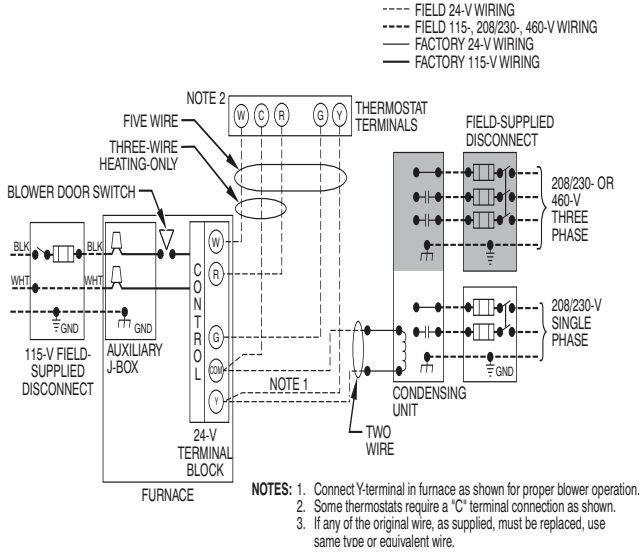 FIELD 24-V WIRING
FIELD 115-, 208/230-, 460-V WIRING
FACTORY 24-V WIRING
FACTORY 115-V WIRING
NOTE 2
W C R G Y
THERMOSTAT
TERMINALS
FIVE WIRE
THREE-WIRE
HEATING-ONLY
BLOWER DOOR SWITCH
FIELD-SUPPLIED
DISCONNECT
208/230- OR
460-V
THREE
PHASE
BLK
BLK
WHT
WHT
GND
GND
115-V FIELD-
SUPPLIED
DISCONNECT
AUXILIARY
J-BOX
CONTROL
W
R
G
COM
Y
NOTE 1
24-V
TERMINAL
BLOCK
FURNACE
TWO
WIRE
CONDENSING
UNIT
GND
208/230-V
SINGLE
PHASE
NOTES: 1. Connect Y-terminal in furnace as shown for proper blower operation.
2. Some thermostats require a "C" terminal connection as shown.
3. If any of the original wire, as supplied, must be replaced, use
same type or equivalent wire.